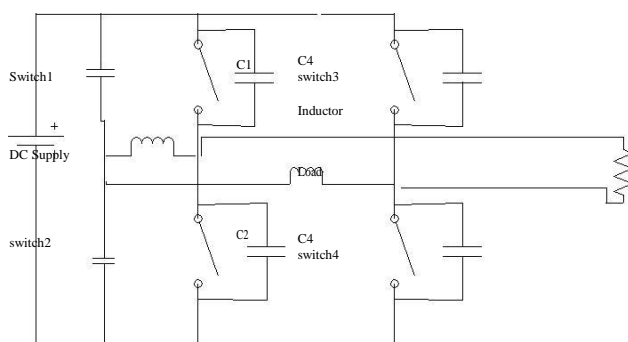 Switch1
C1
C4
switch3
Inductor
+
DC Supply
Load
switch2
C2
C4
switch4